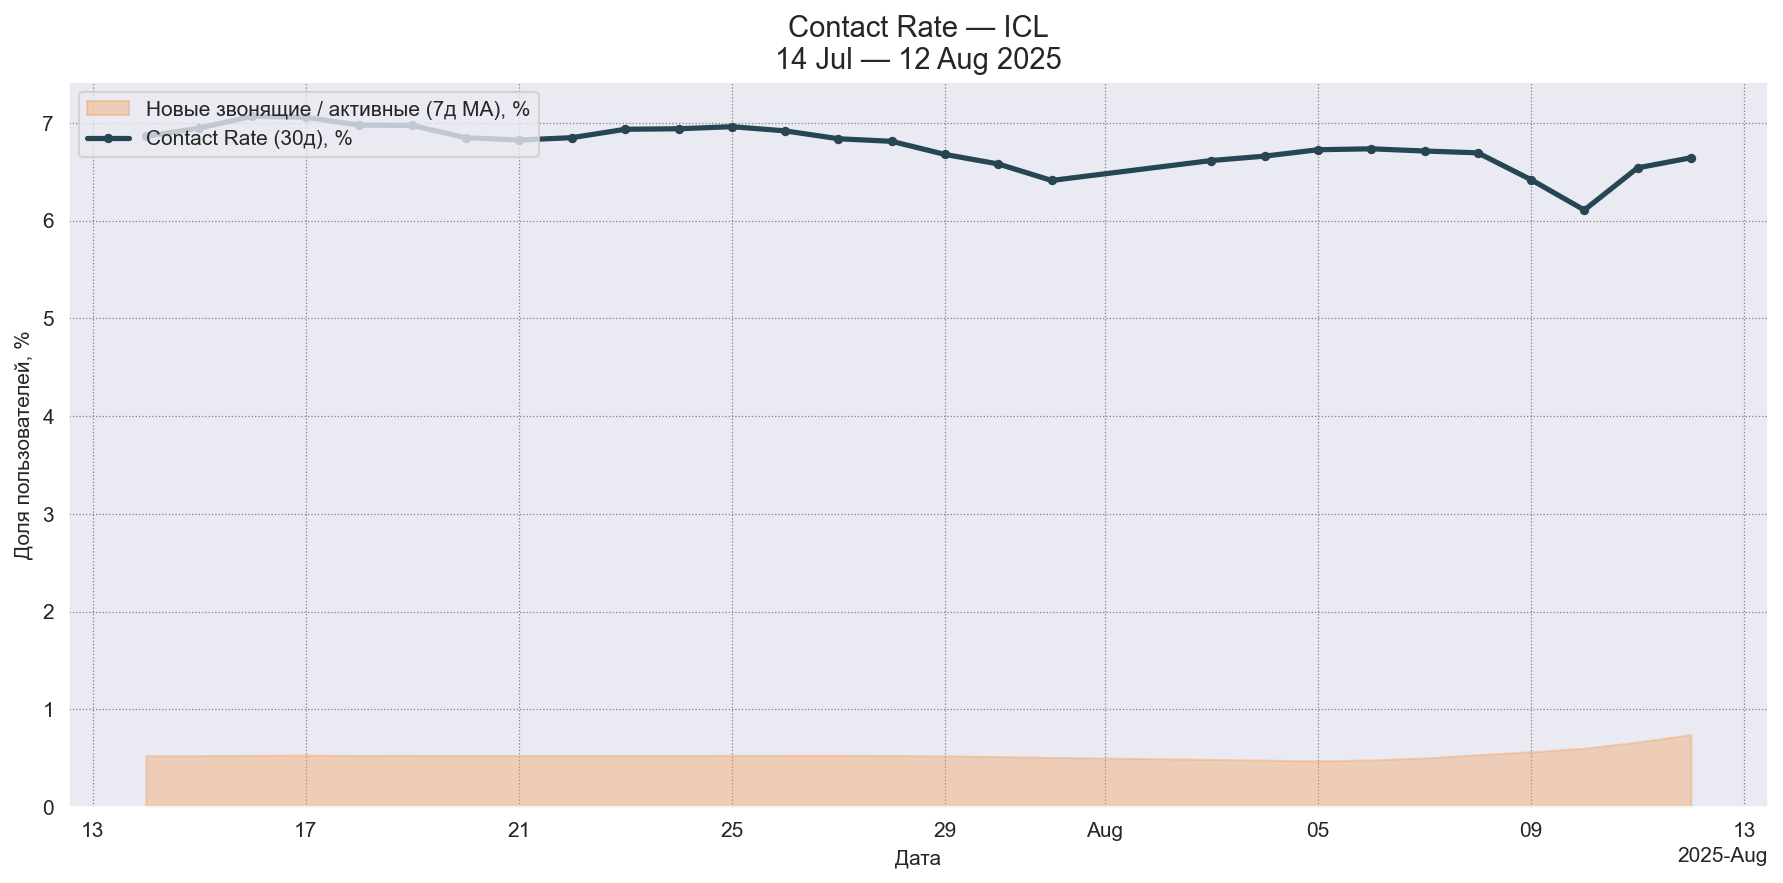 Contact Rate — ICL
14 Jul — 12 Aug 2025
Новые звонящие / активные (7д MA), %
Contact Rate (30д), %
Доля пользователей, %
7
6
5
4
3
2
1
0
13 17 21 25 29 Aug 05 09 13
Дата
2025-Aug